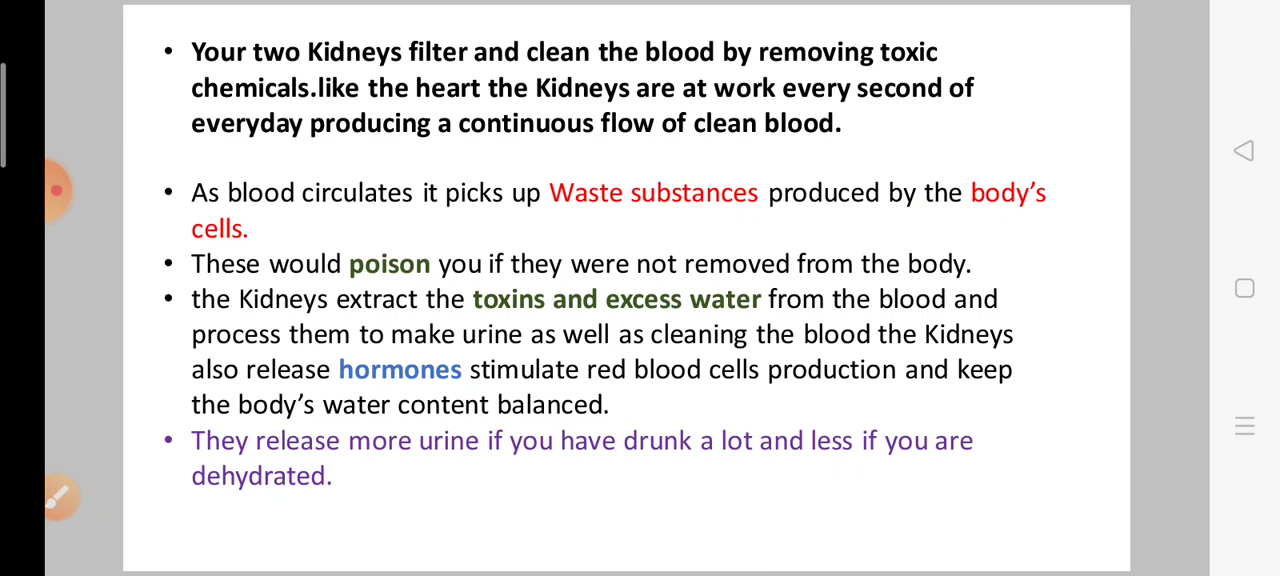 • Your two Kidneys filter and clean the blood by removing toxic
chemicals.like the heart the Kidneys are at work every second of
everyday producing a continuous flow of clean blood.
• As blood circulates it picks up Waste substances produced by the body's
cells.
• These would poison you if they were not removed from the body.
• the Kidneys extract the toxins and excess water from the blood and
process them to make urine as well as cleaning the blood the Kidneys
also release hormones stimulate red blood cells production and keep
the body's water content balanced.
• They release more urine if you have drunk a lot and less if you are
dehydrated.